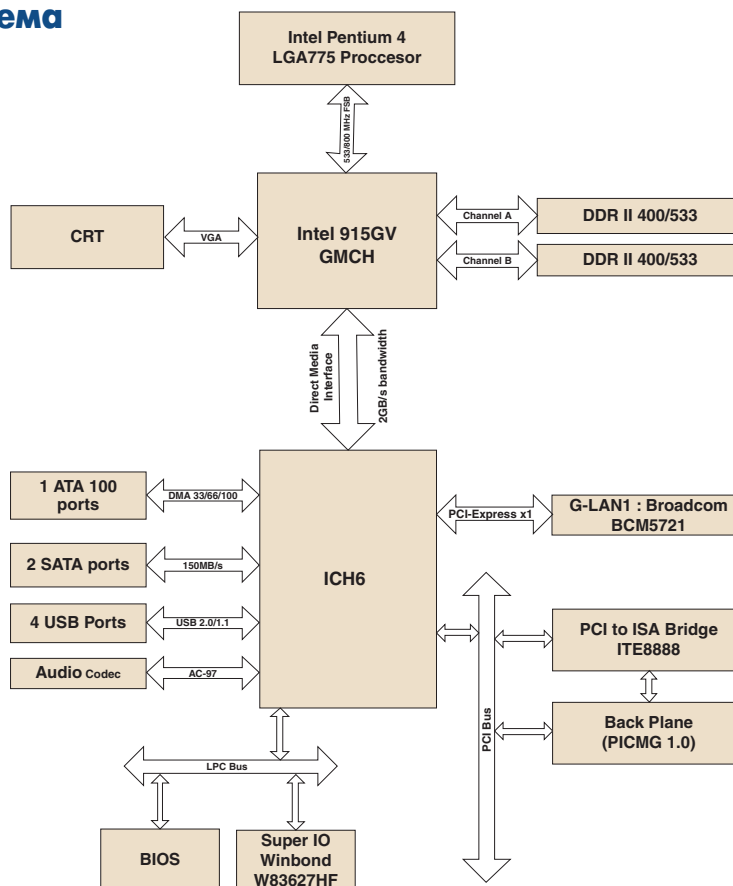 ема
Intel Pentium 4
LGA775 Proccesor
533/800 MHz FSB
CRT
VGA
Intel 915GV
GMCH
Channel A
DDR II 400/533
Channel B
DDR II 400/533
Direct Media
Interface
2GB/s bandwidth
1 ATA 100
ports
DMA 33/66/100
2 SATA ports
150MB/s
4 USB Ports
USB 2.0/1.1
Audio Codec
AC-97
ICH6
PCI-Express x1
G-LAN1 : Broadcom
BCM5721
PCI Bus
PCI to ISA Bridge
ITE8888
Back Plane
(PICMG 1.0)
LPC Bus
BIOS
Super IO
Winbond
W83627HF